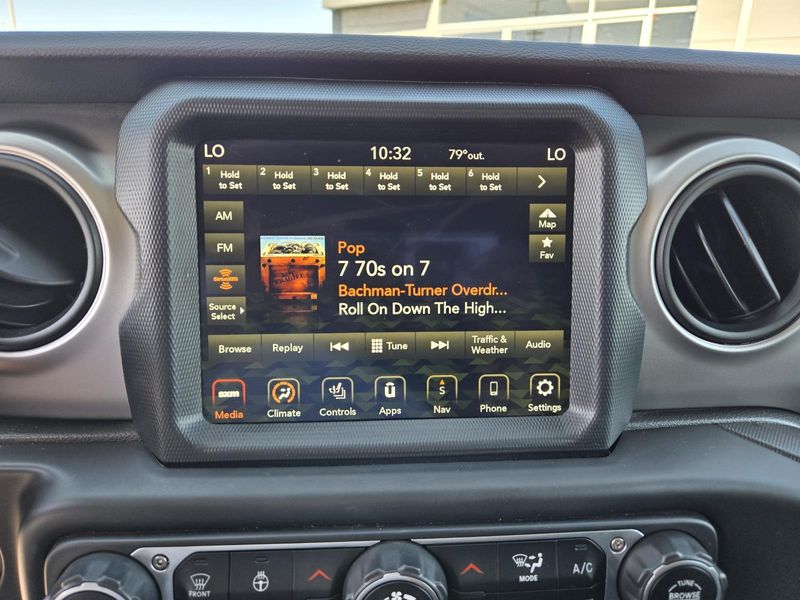 LO 10:32 79°out. LO
1 Hold to Set 2 Hold to Set 3 Hold to Set 4 Hold to Set 5 Hold to Set 6 Hold to Set
AM
Map
FM
Fav
SiriusXM
Source Select
Pop
7 70s on 7
Bachman-Turner Overdr...
Roll On Down The High...
Browse Replay Tune Traffic & Weather Audio
sxm U S
Media Climate Controls Apps Nav Phone Settings
FRONT MODE A/C
TUNE
BROWSE